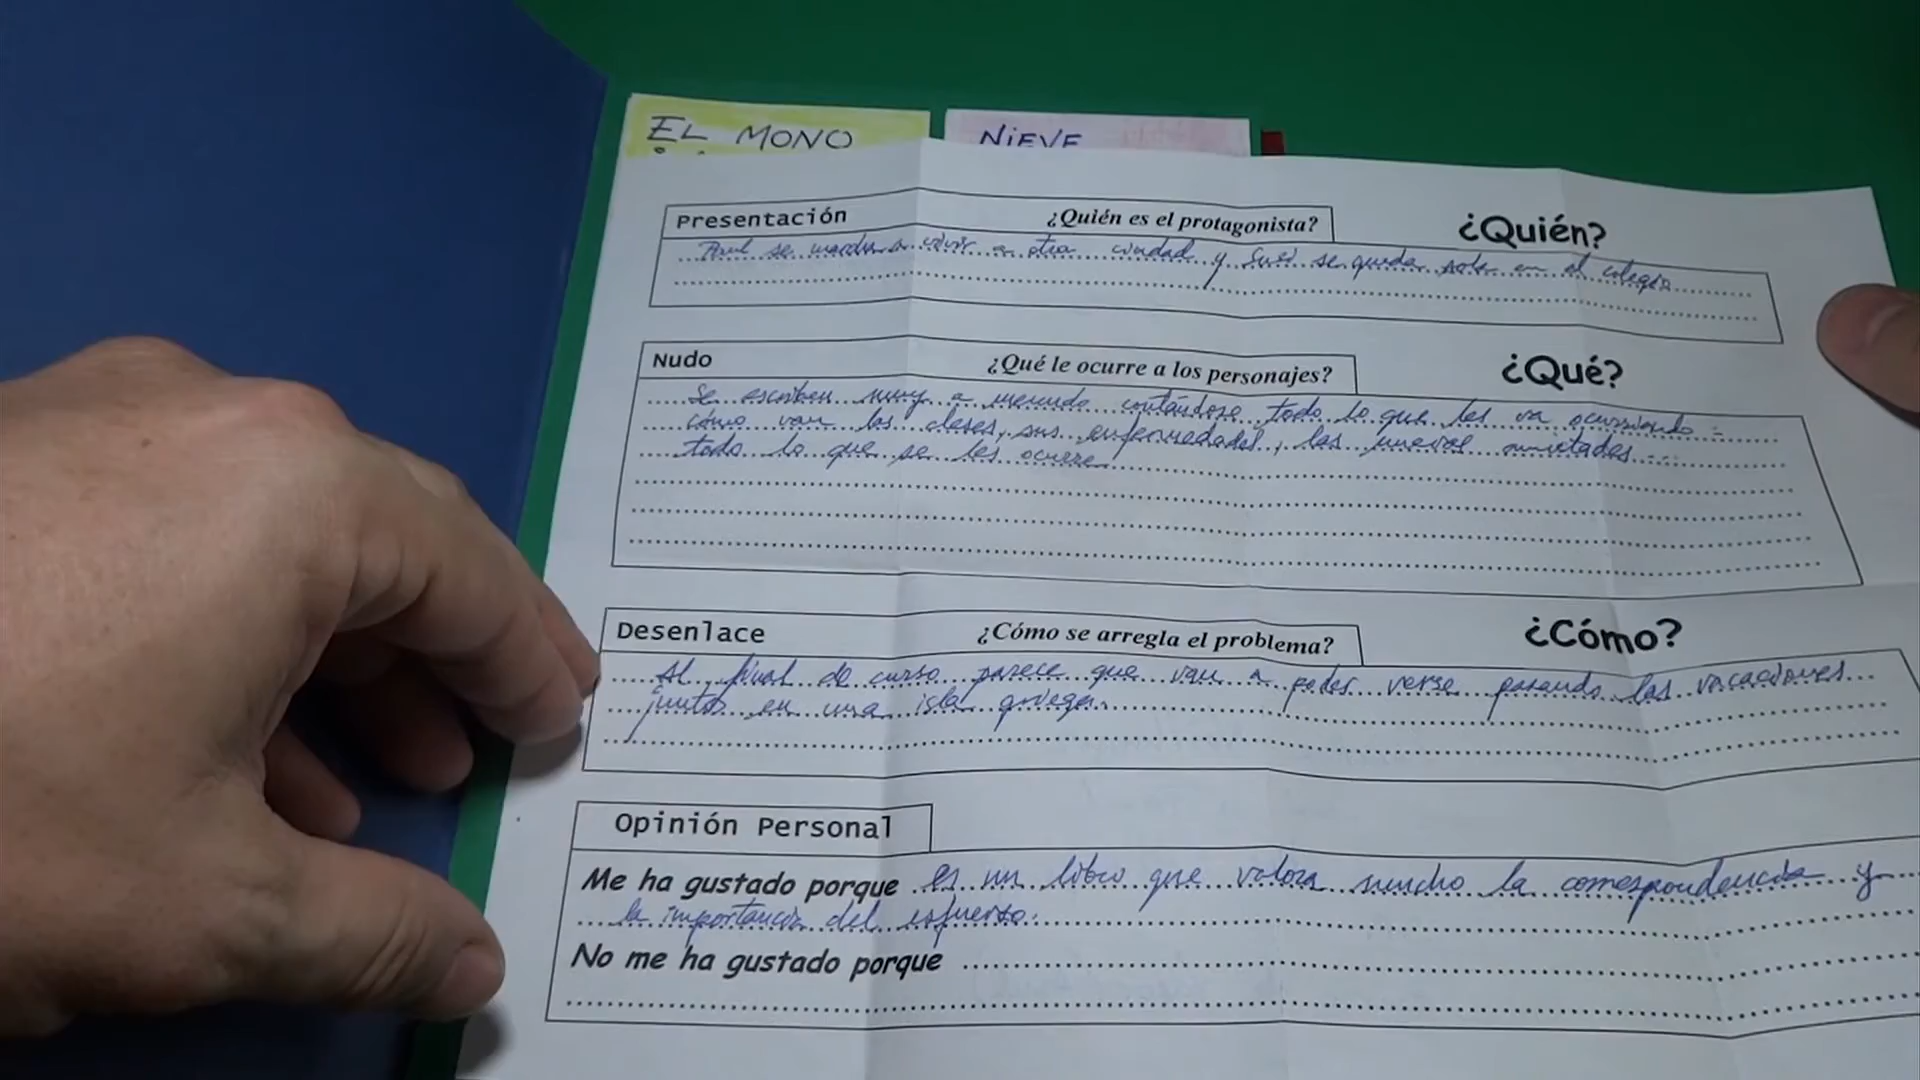 EL MONO
NIEVE
Presentación ¿Quién es el protagonista? ¿Quién?
Paul se marcha a vivir a otra ciudad y Susi se queda sola en el colegio
Nudo ¿Qué le ocurre a los personajes? ¿Qué?
Se escriben muy a menudo contándose todo lo que les va ocurriendo:
cómo van las clases, sus enfermedades, las nuevas amistades...
todo lo que se les ocurre
Desenlace ¿Cómo se arregla el problema? ¿Cómo?
Al final de curso parece que van a poder verse pasando las vacaciones
juntos en una isla griega.
Opinión Personal
Me ha gustado porque es un libro que valora mucho la correspondencia y
la importancia del esfuerzo.
No me ha gustado porque